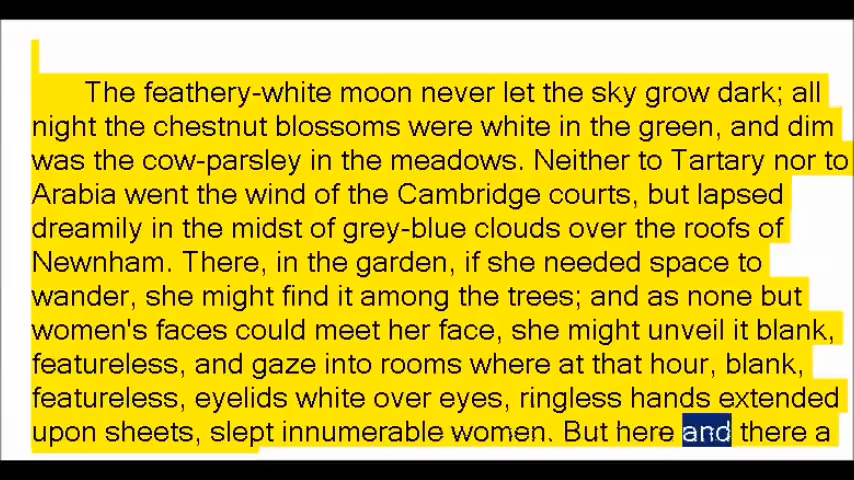 The feathery-white moon never let the sky grow dark; all
night the chestnut blossoms were white in the green, and dim
was the cow-parsley in the meadows. Neither to Tartary nor to
Arabia went the wind of the Cambridge courts, but lapsed
dreamily in the midst of grey-blue clouds over the roofs of
Newnham. There, in the garden, if she needed space to
wander, she might find it among the trees; and as none but
women's faces could meet her face, she might unveil it blank,
featureless, and gaze into rooms where at that hour, blank,
featureless, eyelids white over eyes, ringless hands extended
upon sheets, slept innumerable women. But here and there a